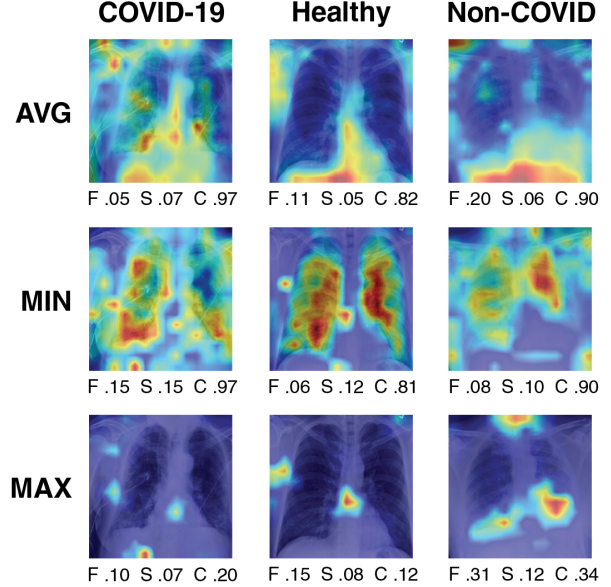 COVID-19 Healthy Non-COVID
AVG
F .05 S .07 C .97 F .11 S .05 C .82 F .20 S .06 C .90
MIN
F .15 S .15 C .97 F .06 S .12 C .81 F .08 S .10 C .90
MAX
F .10 S .07 C .20 F .15 S .08 C .12 F .31 S .12 C .34